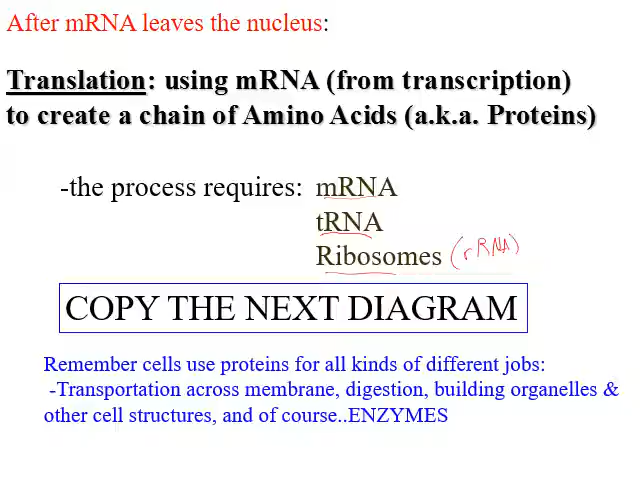 After mRNA leaves the nucleus:
Translation: using mRNA (from transcription)
to create a chain of Amino Acids (a.k.a. Proteins)
-the process requires: mRNA
tRNA
Ribosomes (rRNA)
COPY THE NEXT DIAGRAM
Remember cells use proteins for all kinds of different jobs:
-Transportation across membrane, digestion, building organelles &
other cell structures, and of course..ENZYMES